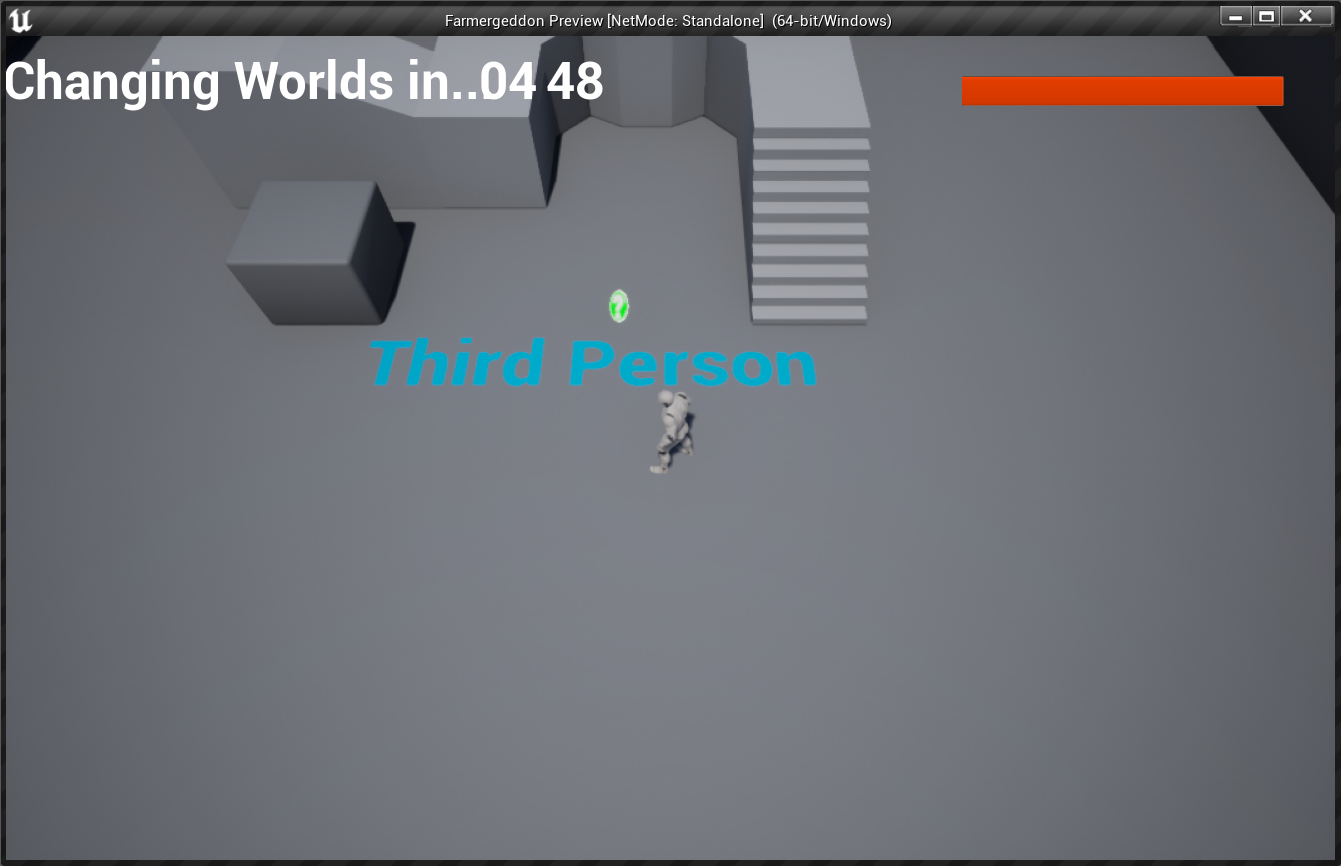 Farmergeddon Preview [NetMode: Standalone] (64-bit/Windows)
Changing Worlds in..04 48
?
Third Person